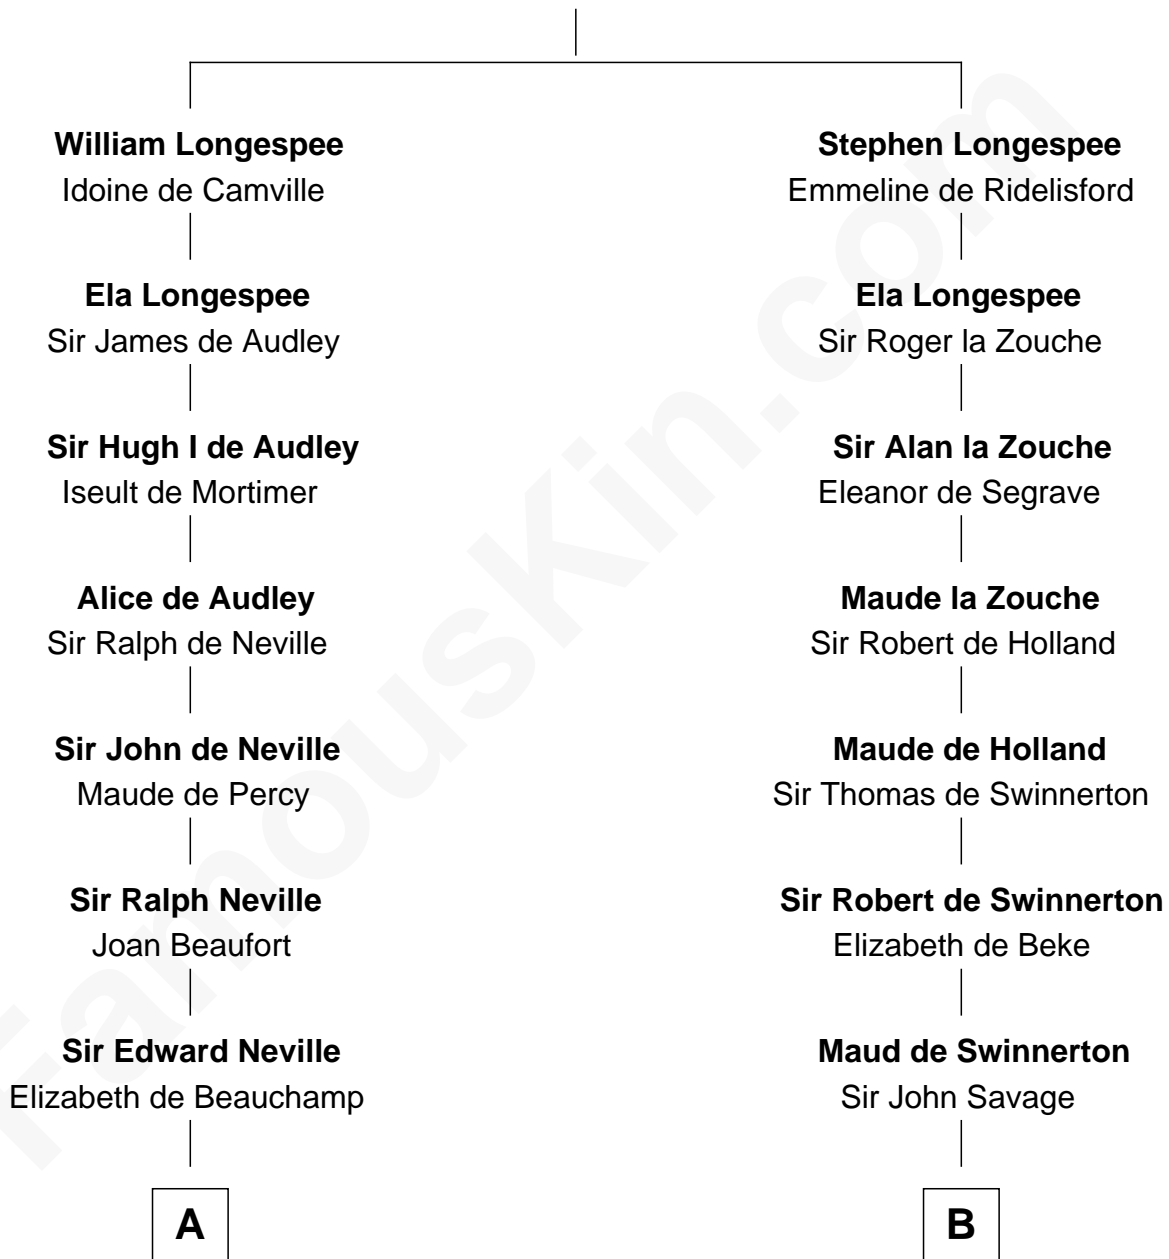 William Longespee
Idoine de Camville
Stephen Longespee
Emmeline de Ridelisford
Ela Longespee
Sir James de Audley
Ela Longespee
Sir Roger la Zouche
Sir Hugh I de Audley
Iseult de Mortimer
Sir Alan la Zouche
Eleanor de Segrave
Alice de Audley
Sir Ralph de Neville
Maude la Zouche
Sir Robert de Holland
Sir John de Neville
Maude de Percy
Maude de Holland
Sir Thomas de Swinnerton
Sir Ralph Neville
Joan Beaufort
Sir Robert de Swinnerton
Elizabeth de Beke
Sir Edward Neville
Elizabeth de Beauchamp
Maud de Swinnerton
Sir John Savage
A
B
FamousKin.com